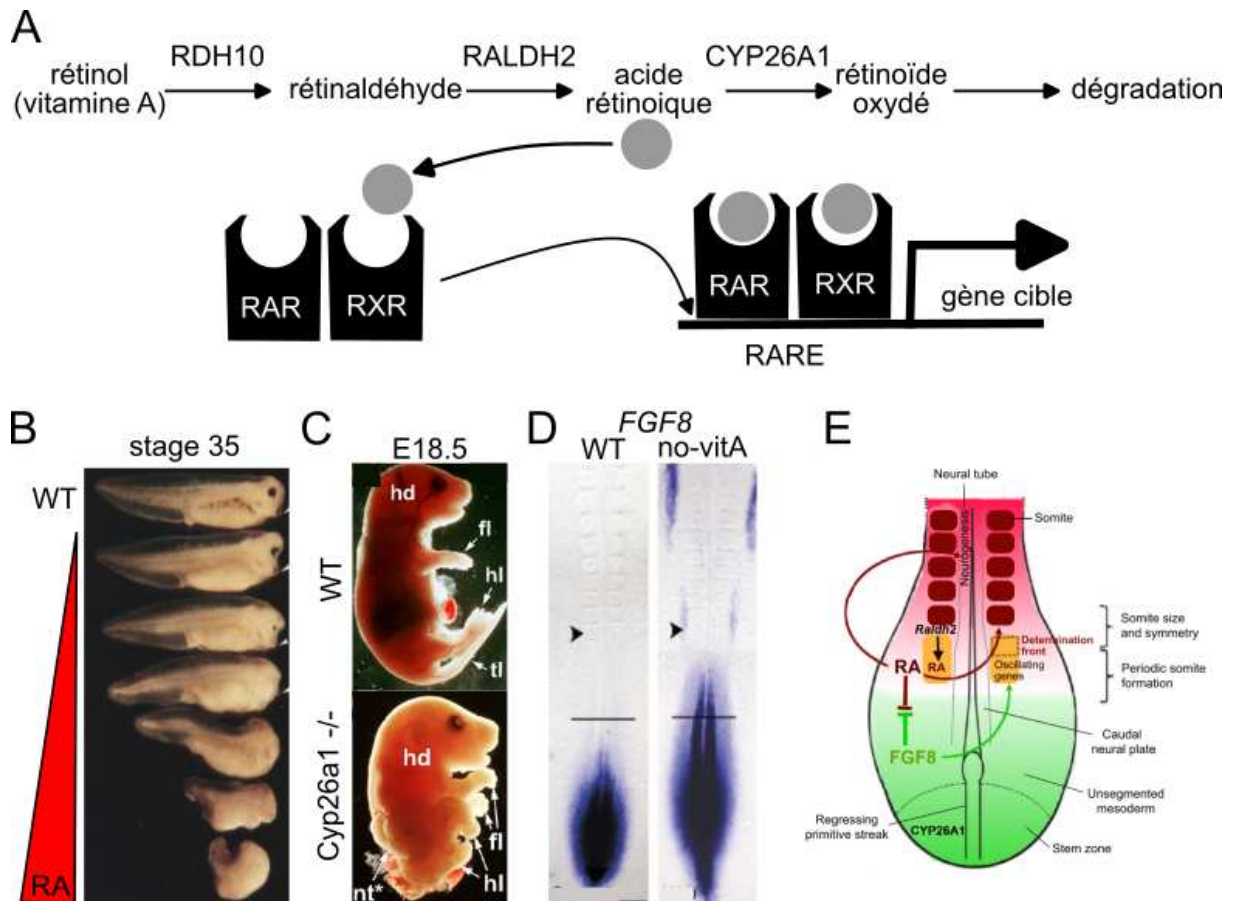 A
RDH10
RALDH2
acide
CYP26A1
rétinol
(vitamine A)
rétinaldéhyde
rétinoique
rétinoïde
oxydé
dégradation
RAR
RXR
RAR
RXR
gène cible
RARE
B
stage 35
WT
RA
C
E18.5
WT
hd
fl
hl
tl
Cyp26a1 -/-
hd
fl
hl
nt*
D
FGF8
WT
no-vitA
E
Neural tube
Somite
Neurogenesis
Somite size
and symmetry
Raldh2
RA
RA
Determination
front
Oscillating
genes
Periodic somite
formation
Caudal
neural plate
FGF8
Unsegmented
mesoderm
Regressing
primitive streak
CYP26A1
Stem zone